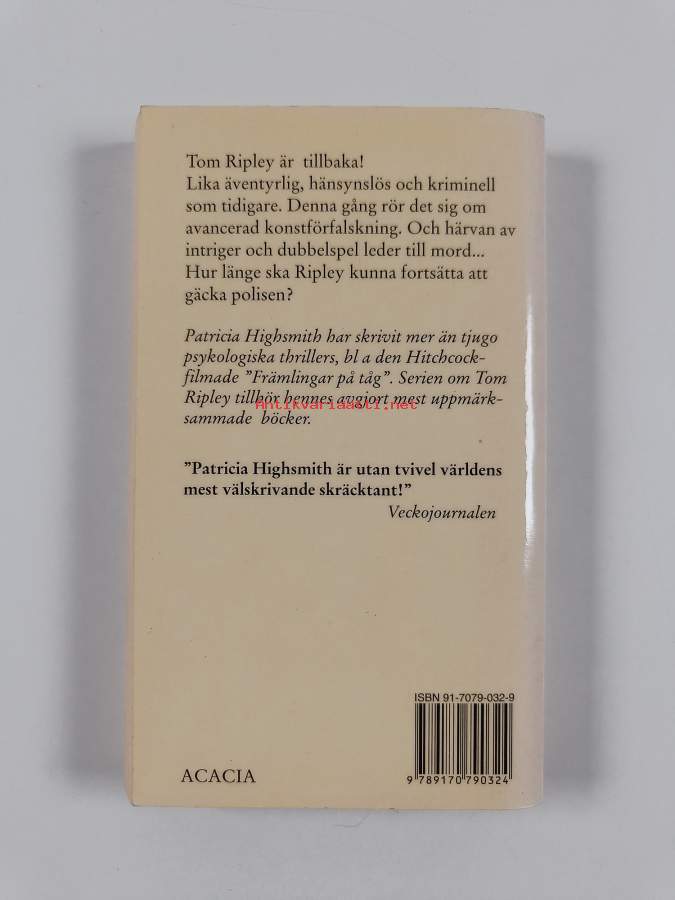 Tom Ripley är tillbaka!
Lika äventyrlig, hänsynslös och kriminell
som tidigare. Denna gång rör det sig om
avancerad konstförfalskning. Och härvan av
intriger och dubbelspel leder till mord...
Hur länge ska Ripley kunna fortsätta att
gäcka polisen?
Patricia Highsmith har skrivit mer än tjugo
psykologiska thrillers, bl a den Hitchcock-
filmade ”Främlingar på tåg”. Serien om Tom
Ripley tillhör hennes avgjort mest uppmärk-
Antikvariaatti.net
sammade böcker.
”Patricia Highsmith är utan tvivel världens
mest välskrivande skräcktant!”
Veckojournalen
ISBN 91-7079-032-9
9 789170 790324
ACACIA